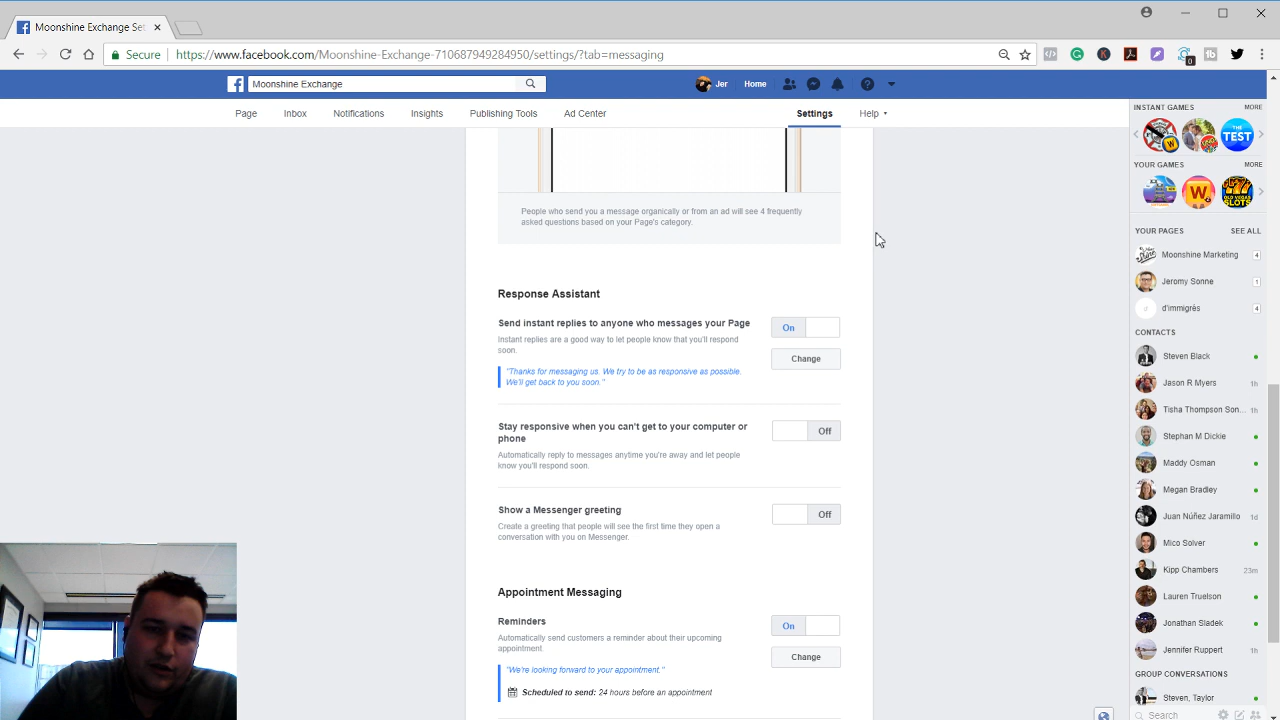 Moonshine Exchange set
Secure
https://www.facebook.com/Moonshine-Exchange-710687949284950/settings/?tab=messaging
Moonshine Exchange
Jer
Home
Page
Inbox
Notifications
Insights
Publishing Tools
Ad Center
Settings
Help
People who send you a message organically or from an ad will see 4 frequently
asked questions based on your Page's category.
Response Assistant
Send instant replies to anyone who messages your Page
On
Instant replies are a good way to let people know that you'll respond
soon.
Change
"Thanks for messaging us. We try to be as responsive as possible.
We'll get back to you soon."
Stay responsive when you can't get to your computer or
phone
Off
Automatically reply to messages anytime you're away and let people
know you'll respond soon.
Show a Messenger greeting
Off
Create a greeting that people will see the first time they open a
conversation with you on Messenger.
Appointment Messaging
Reminders
On
Automatically send customers a reminder about their upcoming
appointment
Change
"We're looking forward to your appointment."
Scheduled to send: 24 hours before an appointment
INSTANT GAMES
MORE
THE
TEST
YOUR GAMES
MORE
W
OLD VEGAS
SLOTS
YOUR PAGES
SEE ALL
Moonshine Marketing
4
Jeromy Sonne
1
d'immigrés
4
CONTACTS
Steven Black
Jason R Myers
1h
Tisha Thompson Son...
1h
Stephan M Dickie
Maddy Osman
Megan Bradley
Juan Núñez Jaramillo
1d
Mico Solver
Kipp Chambers
23m
Lauren Truelson
Jonathan Sladek
Jennifer Ruppert
1h
GROUP CONVERSATIONS
Steven, Taylor
Search